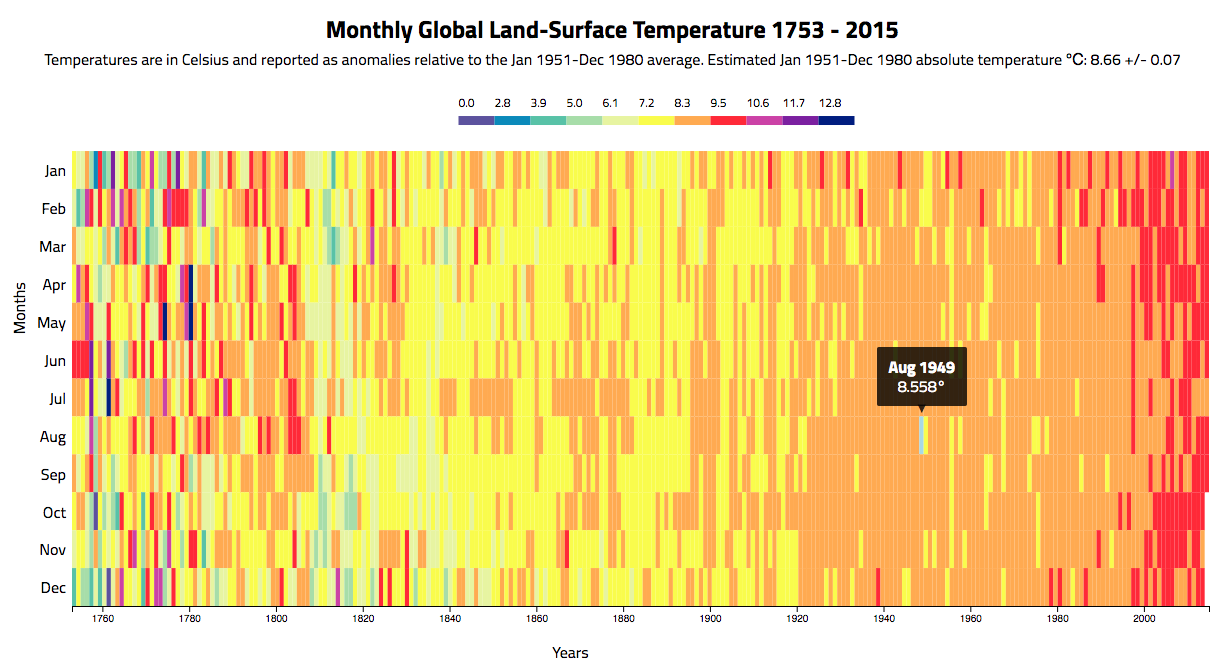 Monthly Global Land-Surface Temperature 1753 - 2015
Temperatures are in Celsius and reported as anomalies relative to the Jan 1951-Dec 1980 average. Estimated Jan 1951-Dec 1980 absolute temperature °C: 8.66 +/- 0.07
0.0 2.8 3.9 5.0 6.1 7.2 8.3 9.5 10.6 11.7 12.8
Jan
Feb
Mar
Apr
Months
May
Jun
Aug 1949
8.558°
Jul
Aug
Sep
Oct
Nov
Dec
1760 1780 1800 1820 1840 1860 1880 1900 1920 1940 1960 1980 2000
Years